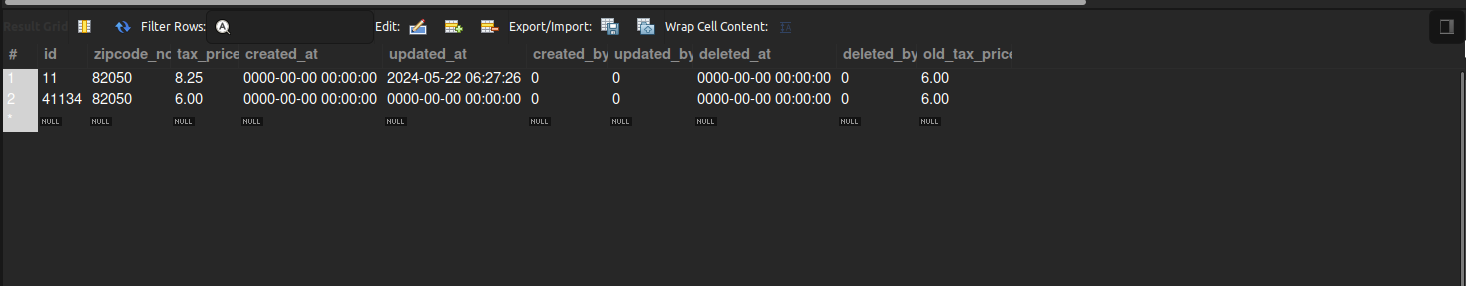 Result Grid Filter Rows: Edit: Export/Import: Wrap Cell Content:
# id zipcode_no tax_price created_at updated_at created_by updated_by deleted_at deleted_by old_tax_price
1 11 82050 8.25 0000-00-00 00:00:00 2024-05-22 06:27:26 0 0 0000-00-00 00:00:00 0 6.00
2 41134 82050 6.00 0000-00-00 00:00:00 0000-00-00 00:00:00 0 0 0000-00-00 00:00:00 0 6.00
* NULL NULL NULL NULL NULL NULL NULL NULL NULL NULL